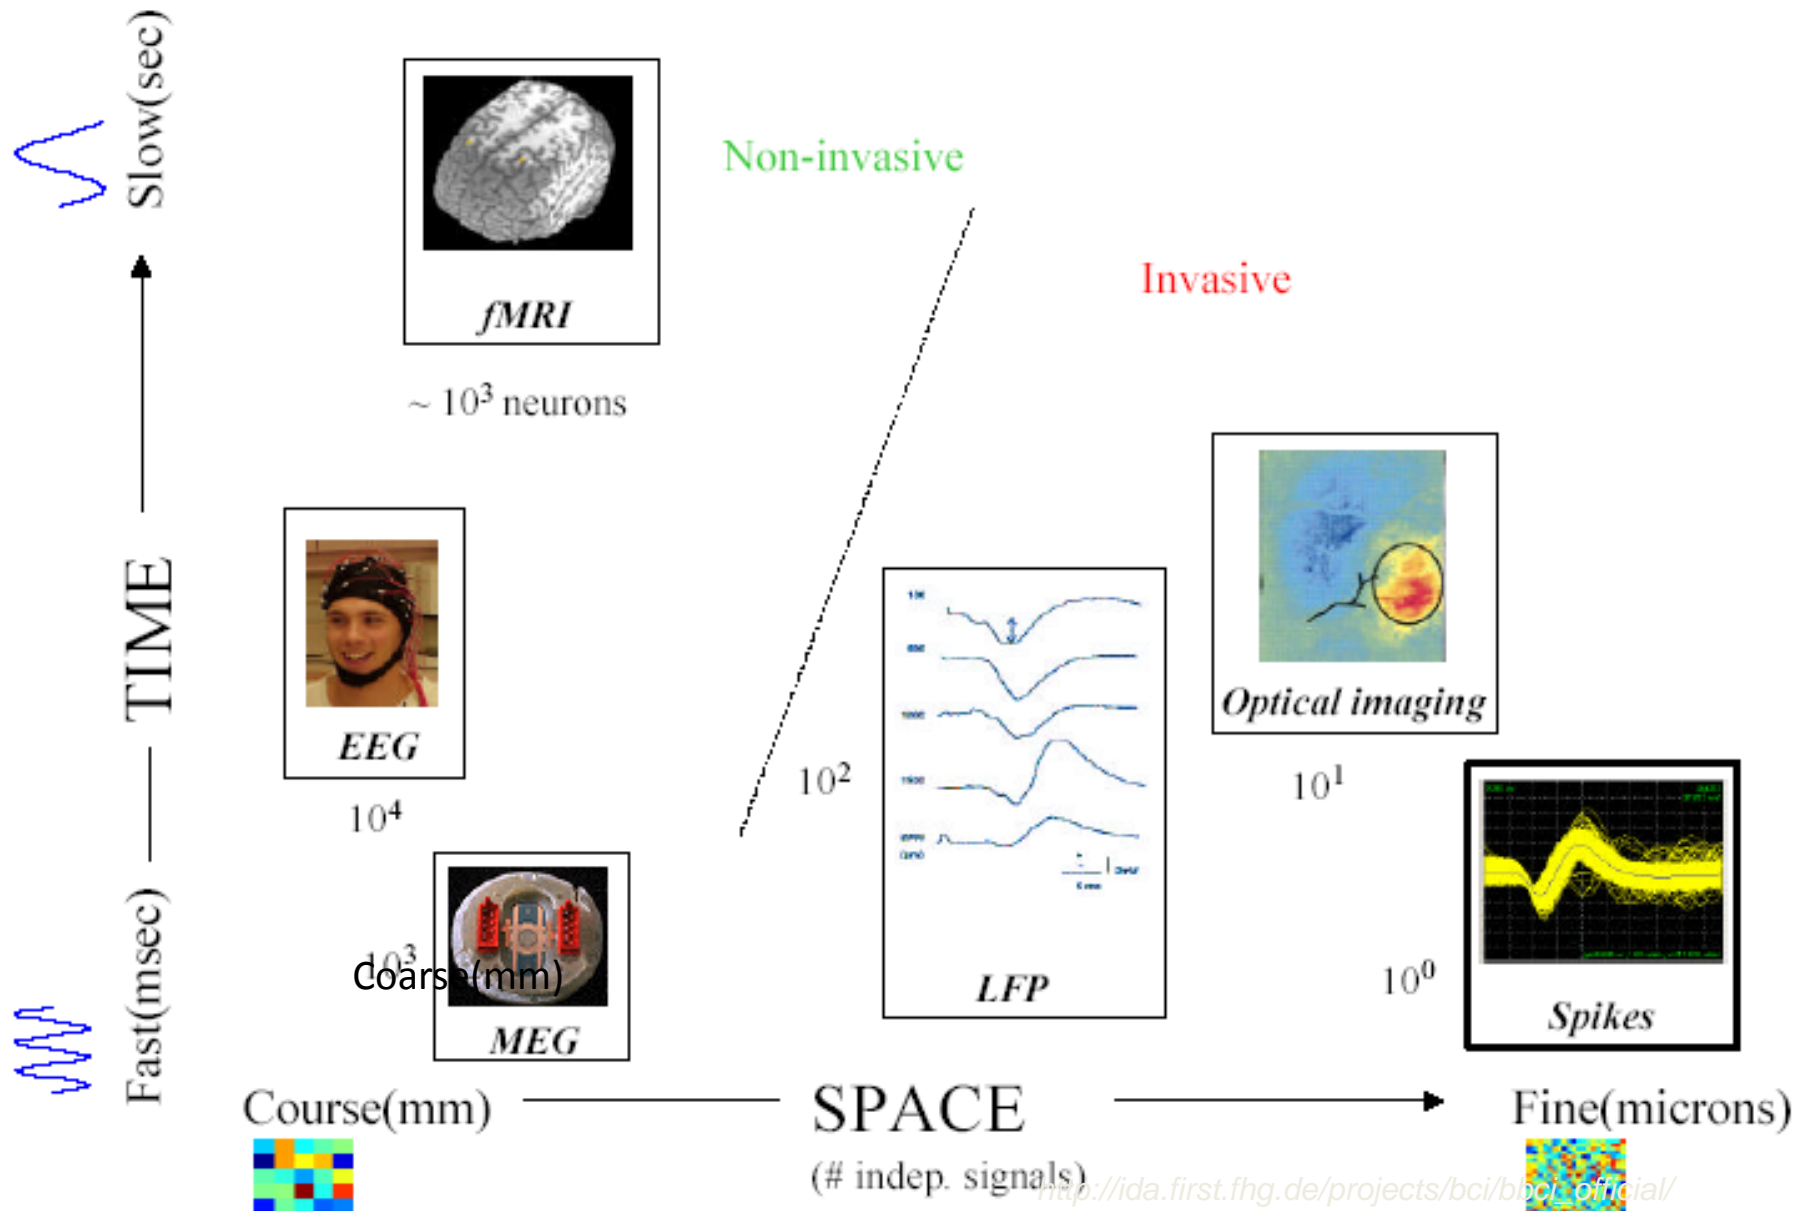 Slow(sec)
TIME
Fast(msec)
fMRI
~ 10³ neurons
Non-invasive
Invasive
EEG
10⁴
10³
Coarse(mm)
MEG
10²
LFP
Optical imaging
10¹
10⁰
Spikes
Course(mm)
SPACE
(# indep. signals)
Fine(microns)
http://ida.first.fhg.de/projects/bci/bbci_official/